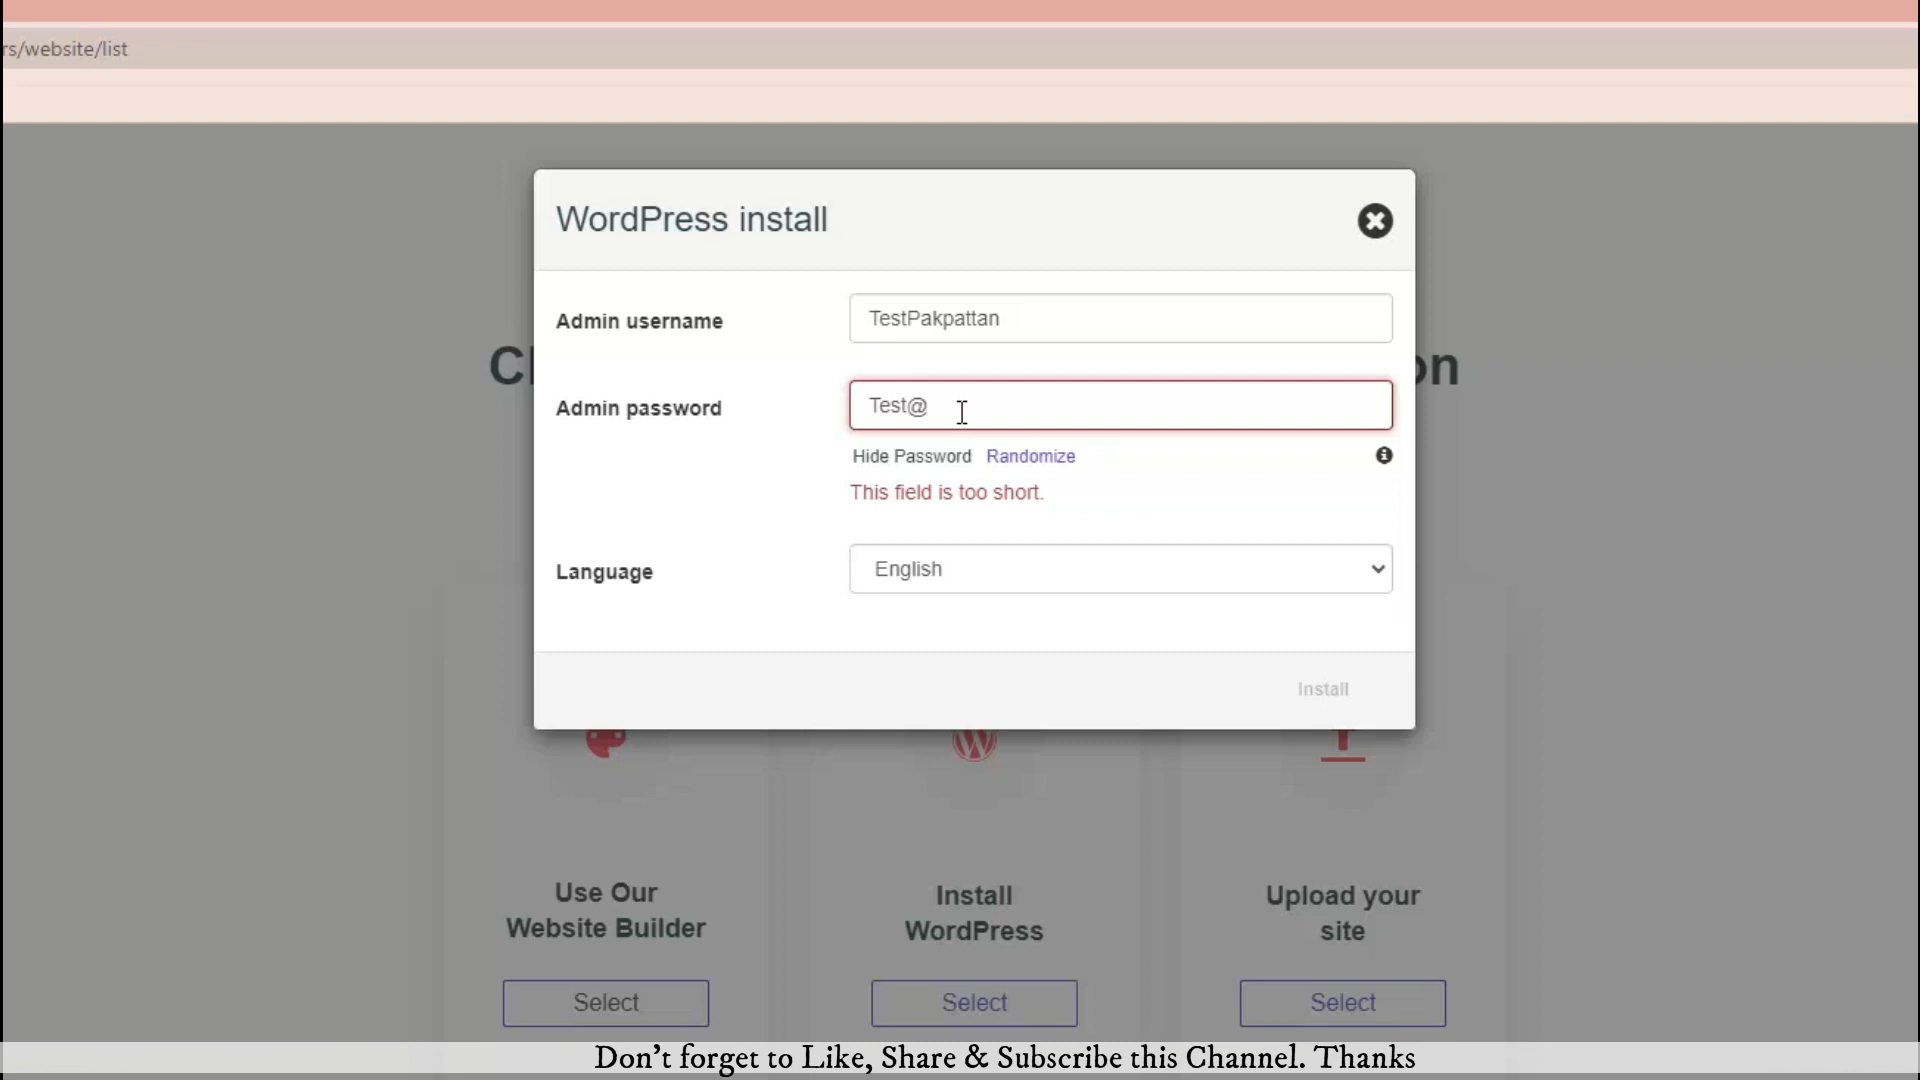 rs/website/list
WordPress install
Admin username
TestPakpattan
Admin password
Test@
Hide Password Randomize
This field is too short.
Language
English
Install
Use Our
Website Builder
Install
WordPress
Upload your
site
Select
Select
Select
Don't forget to Like, Share & Subscribe this Channel. Thanks